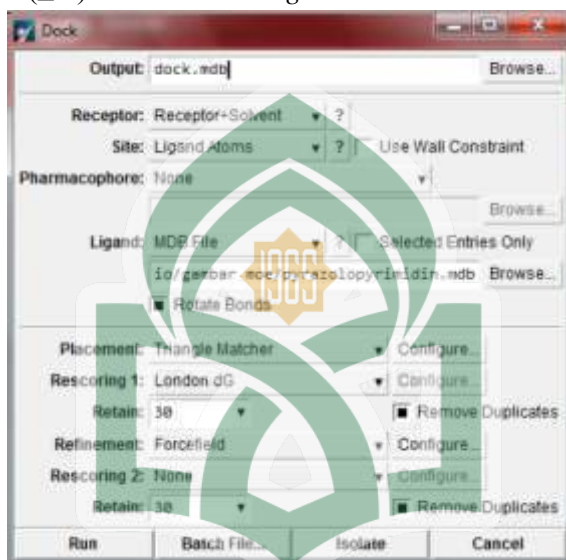 Dock
Output: dock.mdb Browse...
Receptor: Receptor+Solvent ?
Site: Ligand Atoms ? Use Wall Constraint
Pharmacophore: None
Browse...
Ligand: MDB File ? Selected Entries Only
io/gambar moe/pyrazolopyrimidin.mdb Browse...
Rotate Bonds
1965
Placement: Triangle Matcher Configure...
Rescoring 1: London dG Configure...
Retain: 30 Remove Duplicates
Refinement: Forcefield Configure...
Rescoring 2: None Configure...
Retain: 30 Remove Duplicates
Run Batch File... Isolate Cancel